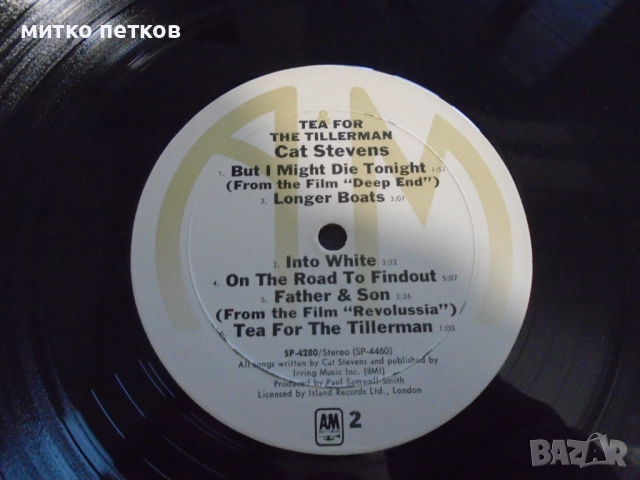 митко петков
TEA FOR
THE TILLERMAN
Cat Stevens
1. But I Might Die Tonight 1:51
(From the Film "Deep End")
2. Longer Boats 3:07
3. Into White 3:23
4. On The Road To Findout 5:07
5. Father & Son 3:36
(From the Film "Revolussia")
Tea For The Tillerman 1:00
SP-4280/Stereo (SP-4460)
All songs written by Cat Stevens and published by
Irving Music Inc. (BMI)
Produced by Paul Samwell-Smith
Licensed by Island Records Ltd., London
AM 2
BAZAR